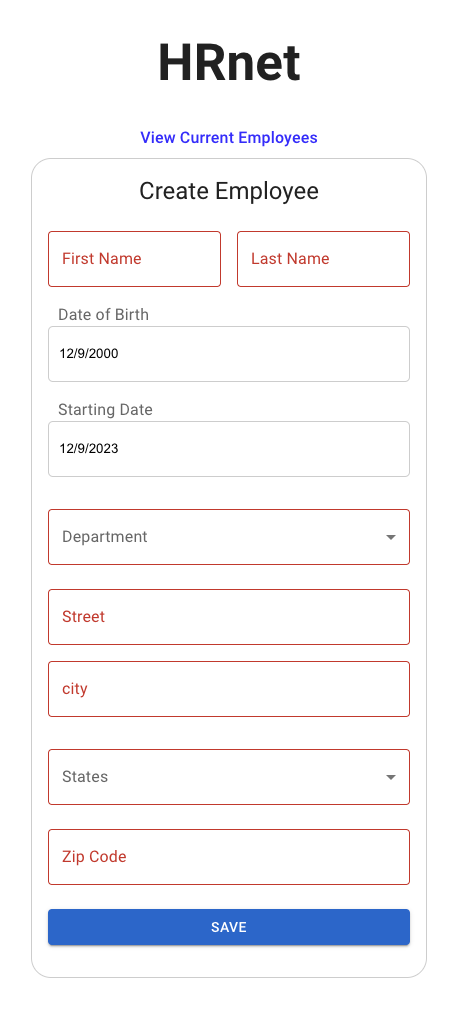 HRnet
View Current Employees
Create Employee
First Name Last Name
Date of Birth
12/9/2000
Starting Date
12/9/2023
Department
Street
city
States
Zip Code
SAVE